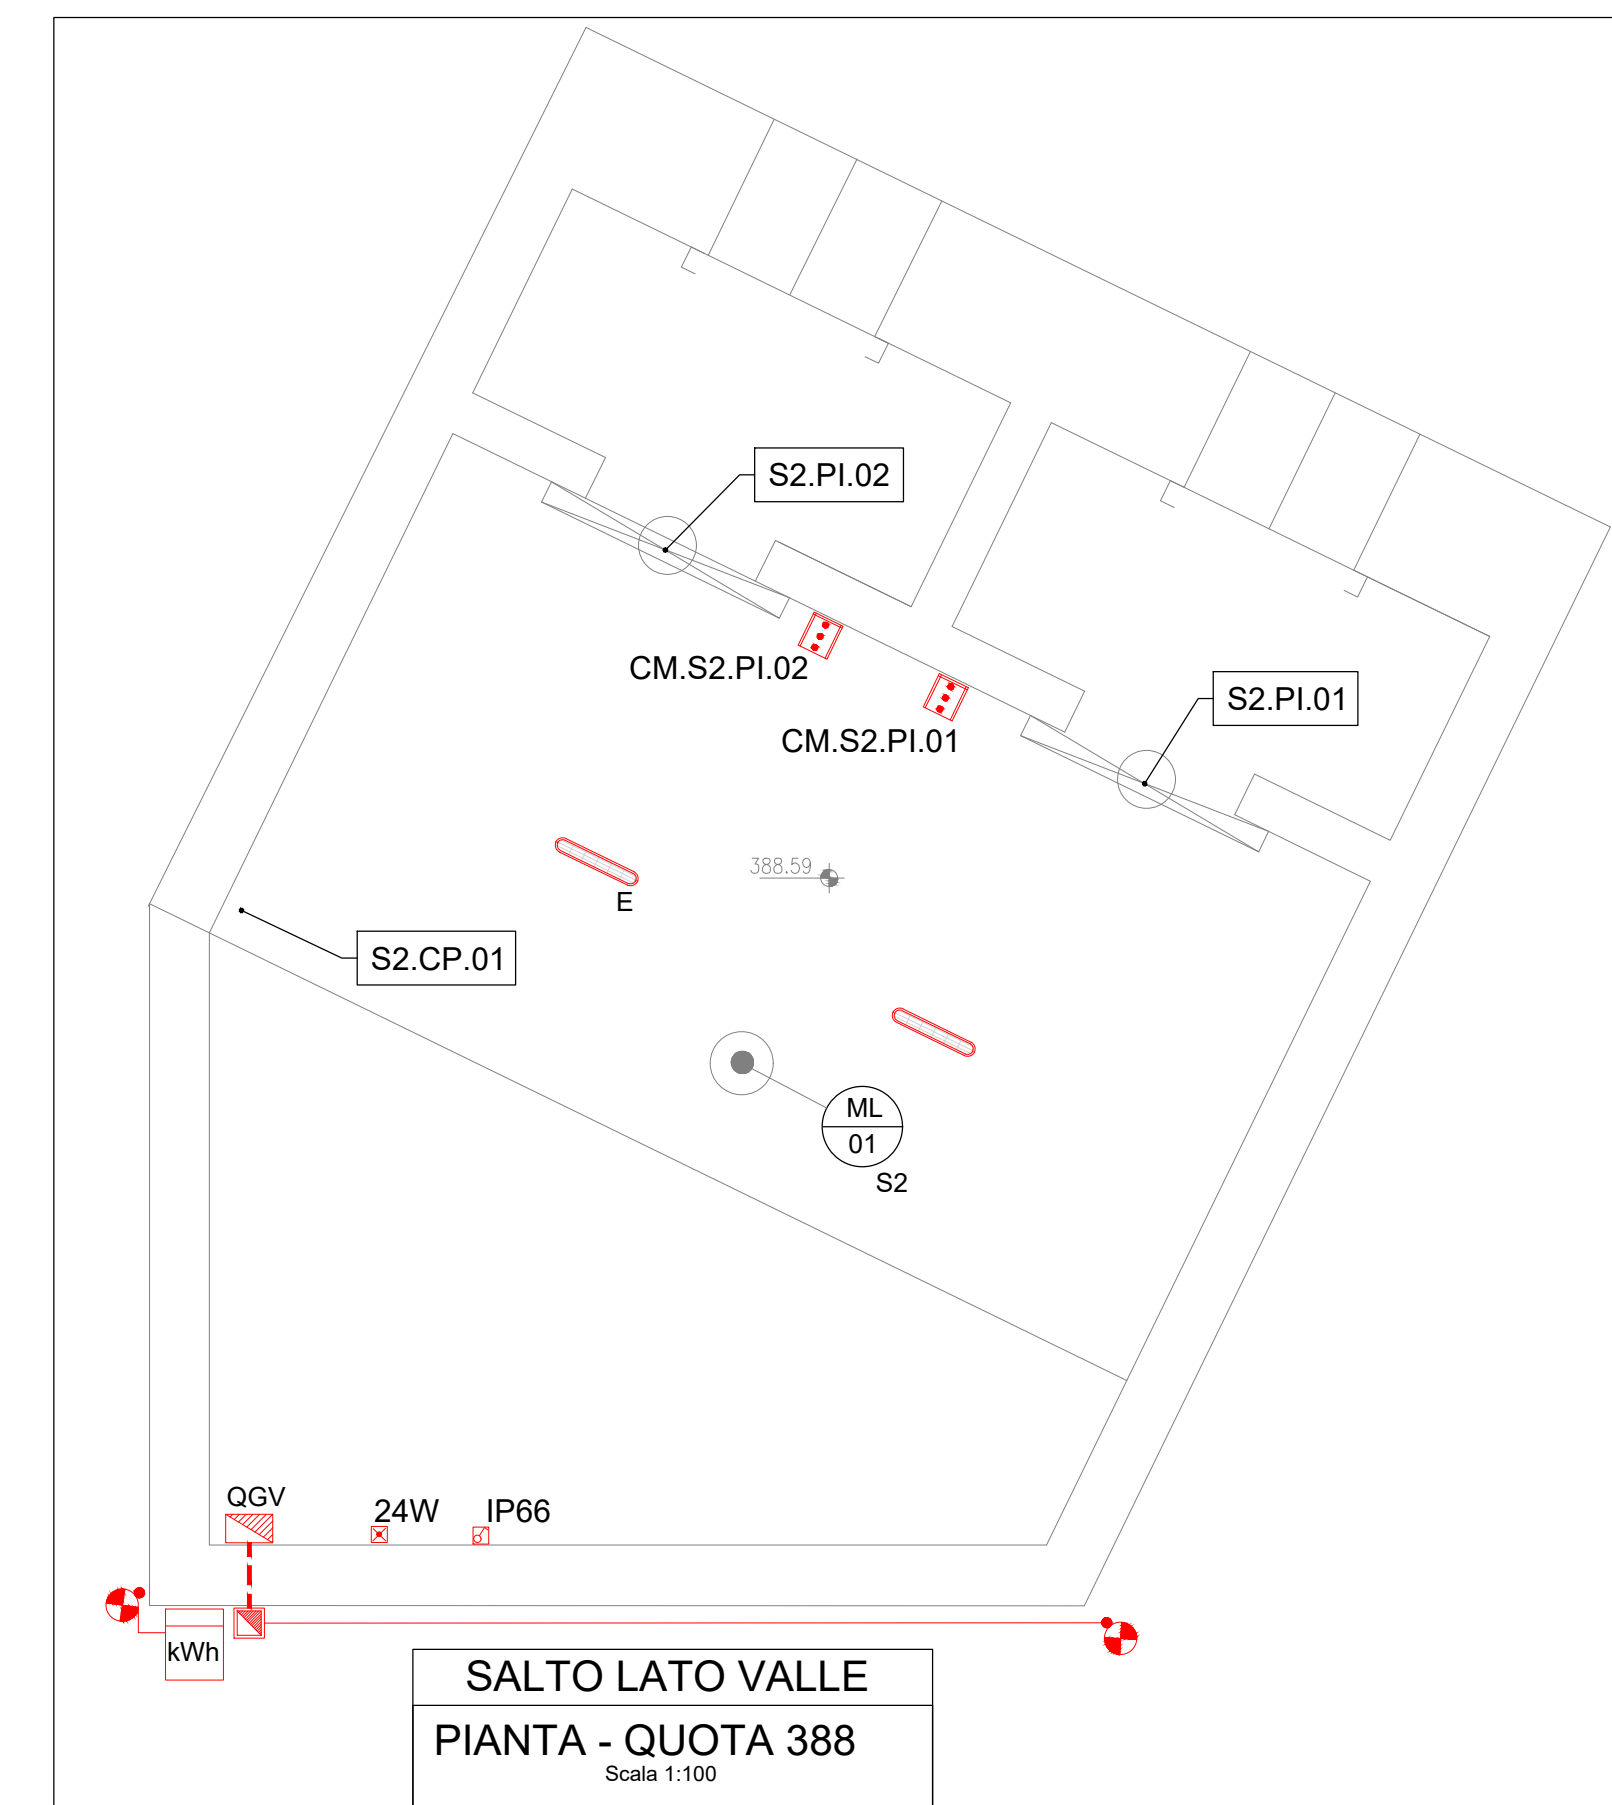 S2.PI.02
CM.S2.PI.02
S2.PI.01
CM.S2.PI.01
388.59
E
S2.CP.01
ML
01
S2
QGV
24W
IP66
kWh
SALTO LATO VALLE
PIANTA - QUOTA 388
Scala 1:100